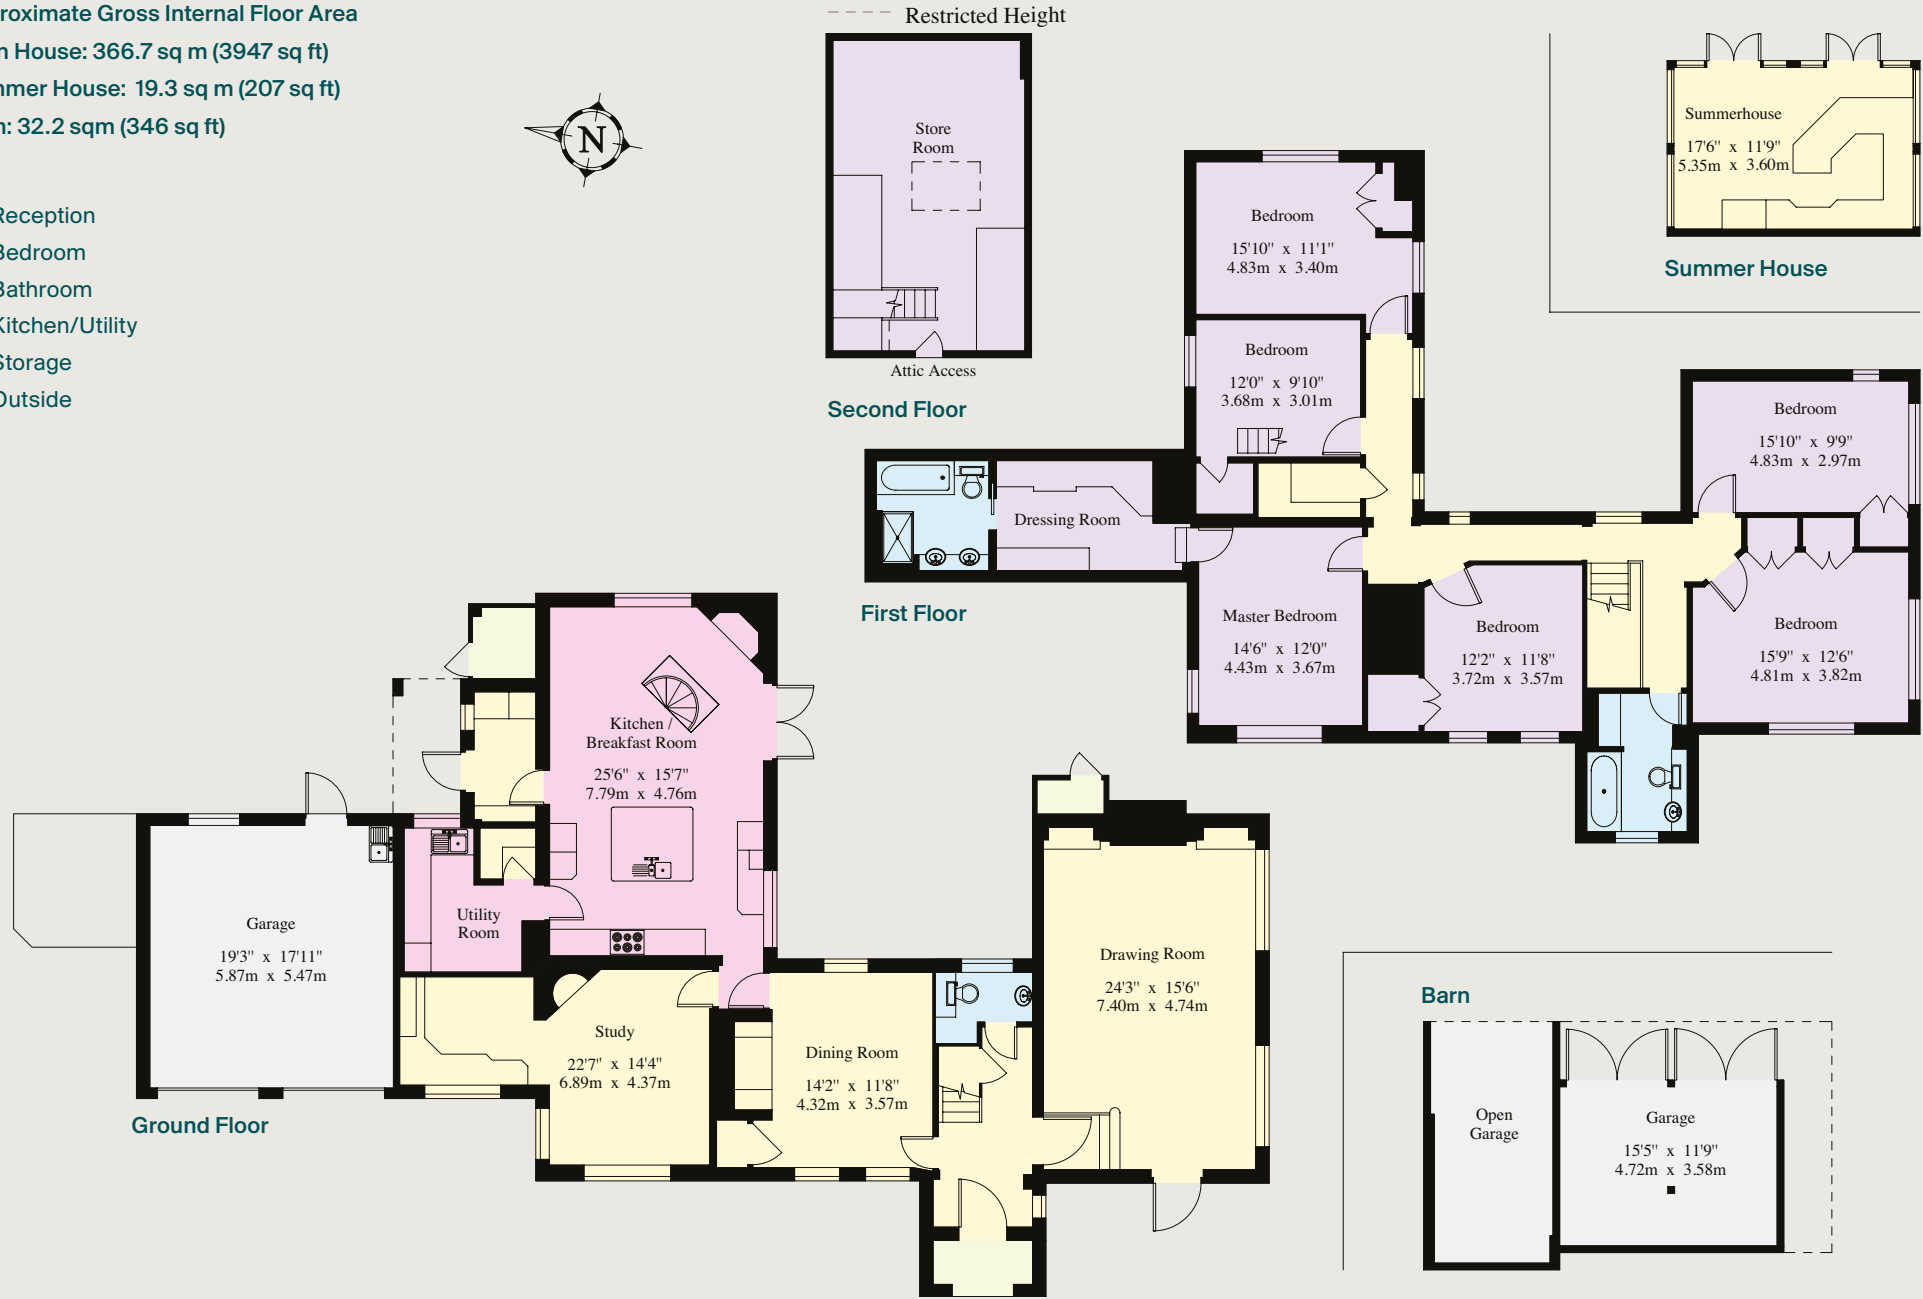 roximate Gross Internal Floor Area
n House: 366.7 sq m (3947 sq ft)
mmer House: 19.3 sq m (207 sq ft)
n: 32.2 sqm (346 sq ft)
Reception
Bedroom
Bathroom
Kitchen/Utility
Storage
Outside
N
Restricted Height
Store
Room
Attic Access
Second Floor
Summerhouse
17'6" x 11'9"
5.35m x 3.60m
Summer House
Bedroom
15'10" x 11'1"
4.83m x 3.40m
Bedroom
12'0" x 9'10"
3.68m x 3.01m
Bedroom
15'10" x 9'9"
4.83m x 2.97m
Dressing Room
Master Bedroom
14'6" x 12'0"
4.43m x 3.67m
Bedroom
12'2" x 11'8"
3.72m x 3.57m
Bedroom
15'9" x 12'6"
4.81m x 3.82m
First Floor
Kitchen /
Breakfast Room
25'6" x 15'7"
7.79m x 4.76m
Garage
19'3" x 17'11"
5.87m x 5.47m
Utility
Room
Study
22'7" x 14'4"
6.89m x 4.37m
Dining Room
14'2" x 11'8"
4.32m x 3.57m
Drawing Room
24'3" x 15'6"
7.40m x 4.74m
Ground Floor
Barn
Open
Garage
Garage
15'5" x 11'9"
4.72m x 3.58m